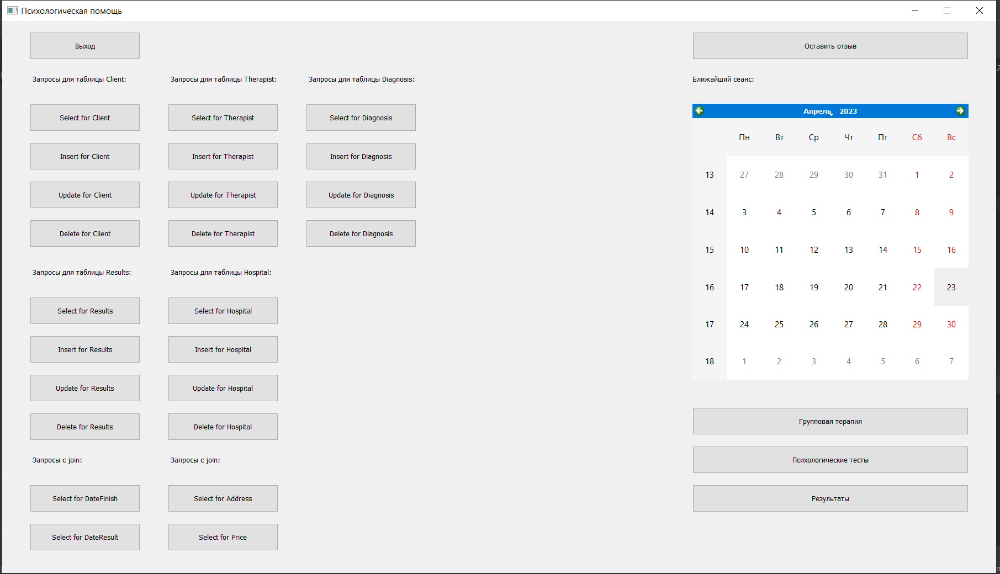 Психологическая помощь
Выход
Оставить отзыв
Запросы для таблицы Client:
Запросы для таблицы Therapist:
Запросы для таблицы Diagnosis:
Ближайший сеанс:
Select for Client
Select for Therapist
Select for Diagnosis
Insert for Client
Insert for Therapist
Insert for Diagnosis
Update for Client
Update for Therapist
Update for Diagnosis
Delete for Client
Delete for Therapist
Delete for Diagnosis
Запросы для таблицы Results:
Запросы для таблицы Hospital:
Select for Results
Select for Hospital
Insert for Results
Insert for Hospital
Update for Results
Update for Hospital
Delete for Results
Delete for Hospital
Запросы с join:
Запросы с join:
Select for DateFinish
Select for Address
Select for DateResult
Select for Price
Апрель 2023
Пн Вт Ср Чт Пт Сб Вс
13 27 28 29 30 31 1 2
14 3 4 5 6 7 8 9
15 10 11 12 13 14 15 16
16 17 18 19 20 21 22 23
17 24 25 26 27 28 29 30
18 1 2 3 4 5 6 7
Групповая терапия
Психологические тесты
Результаты